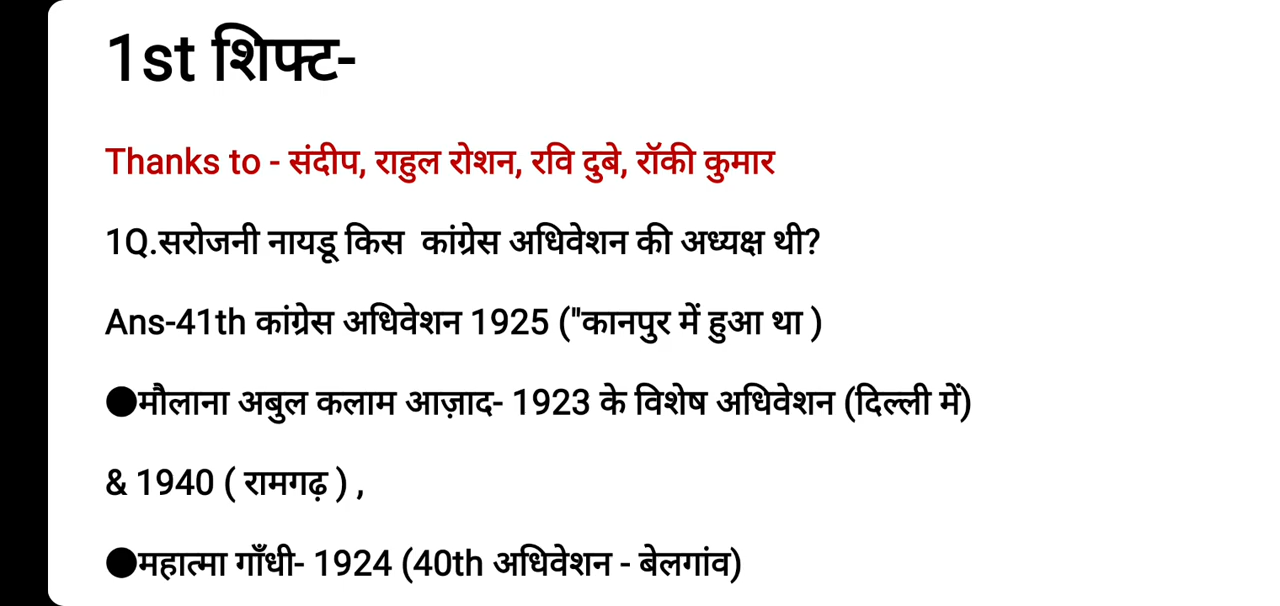 1st शिफ्ट-
Thanks to - संदीप, राहुल रोशन, रवि दुबे, रॉकी कुमार
1Q.सरोजनी नायडू किस  कांग्रेस अधिवेशन की अध्यक्ष थी?
Ans-41th कांग्रेस अधिवेशन 1925 ("कानपुर में हुआ था )
●मौलाना अबुल कलाम आज़ाद- 1923 के विशेष अधिवेशन (दिल्ली में)
& 1940 ( रामगढ़ ) ,
●महात्मा गाँधी- 1924 (40th अधिवेशन - बेलगांव)